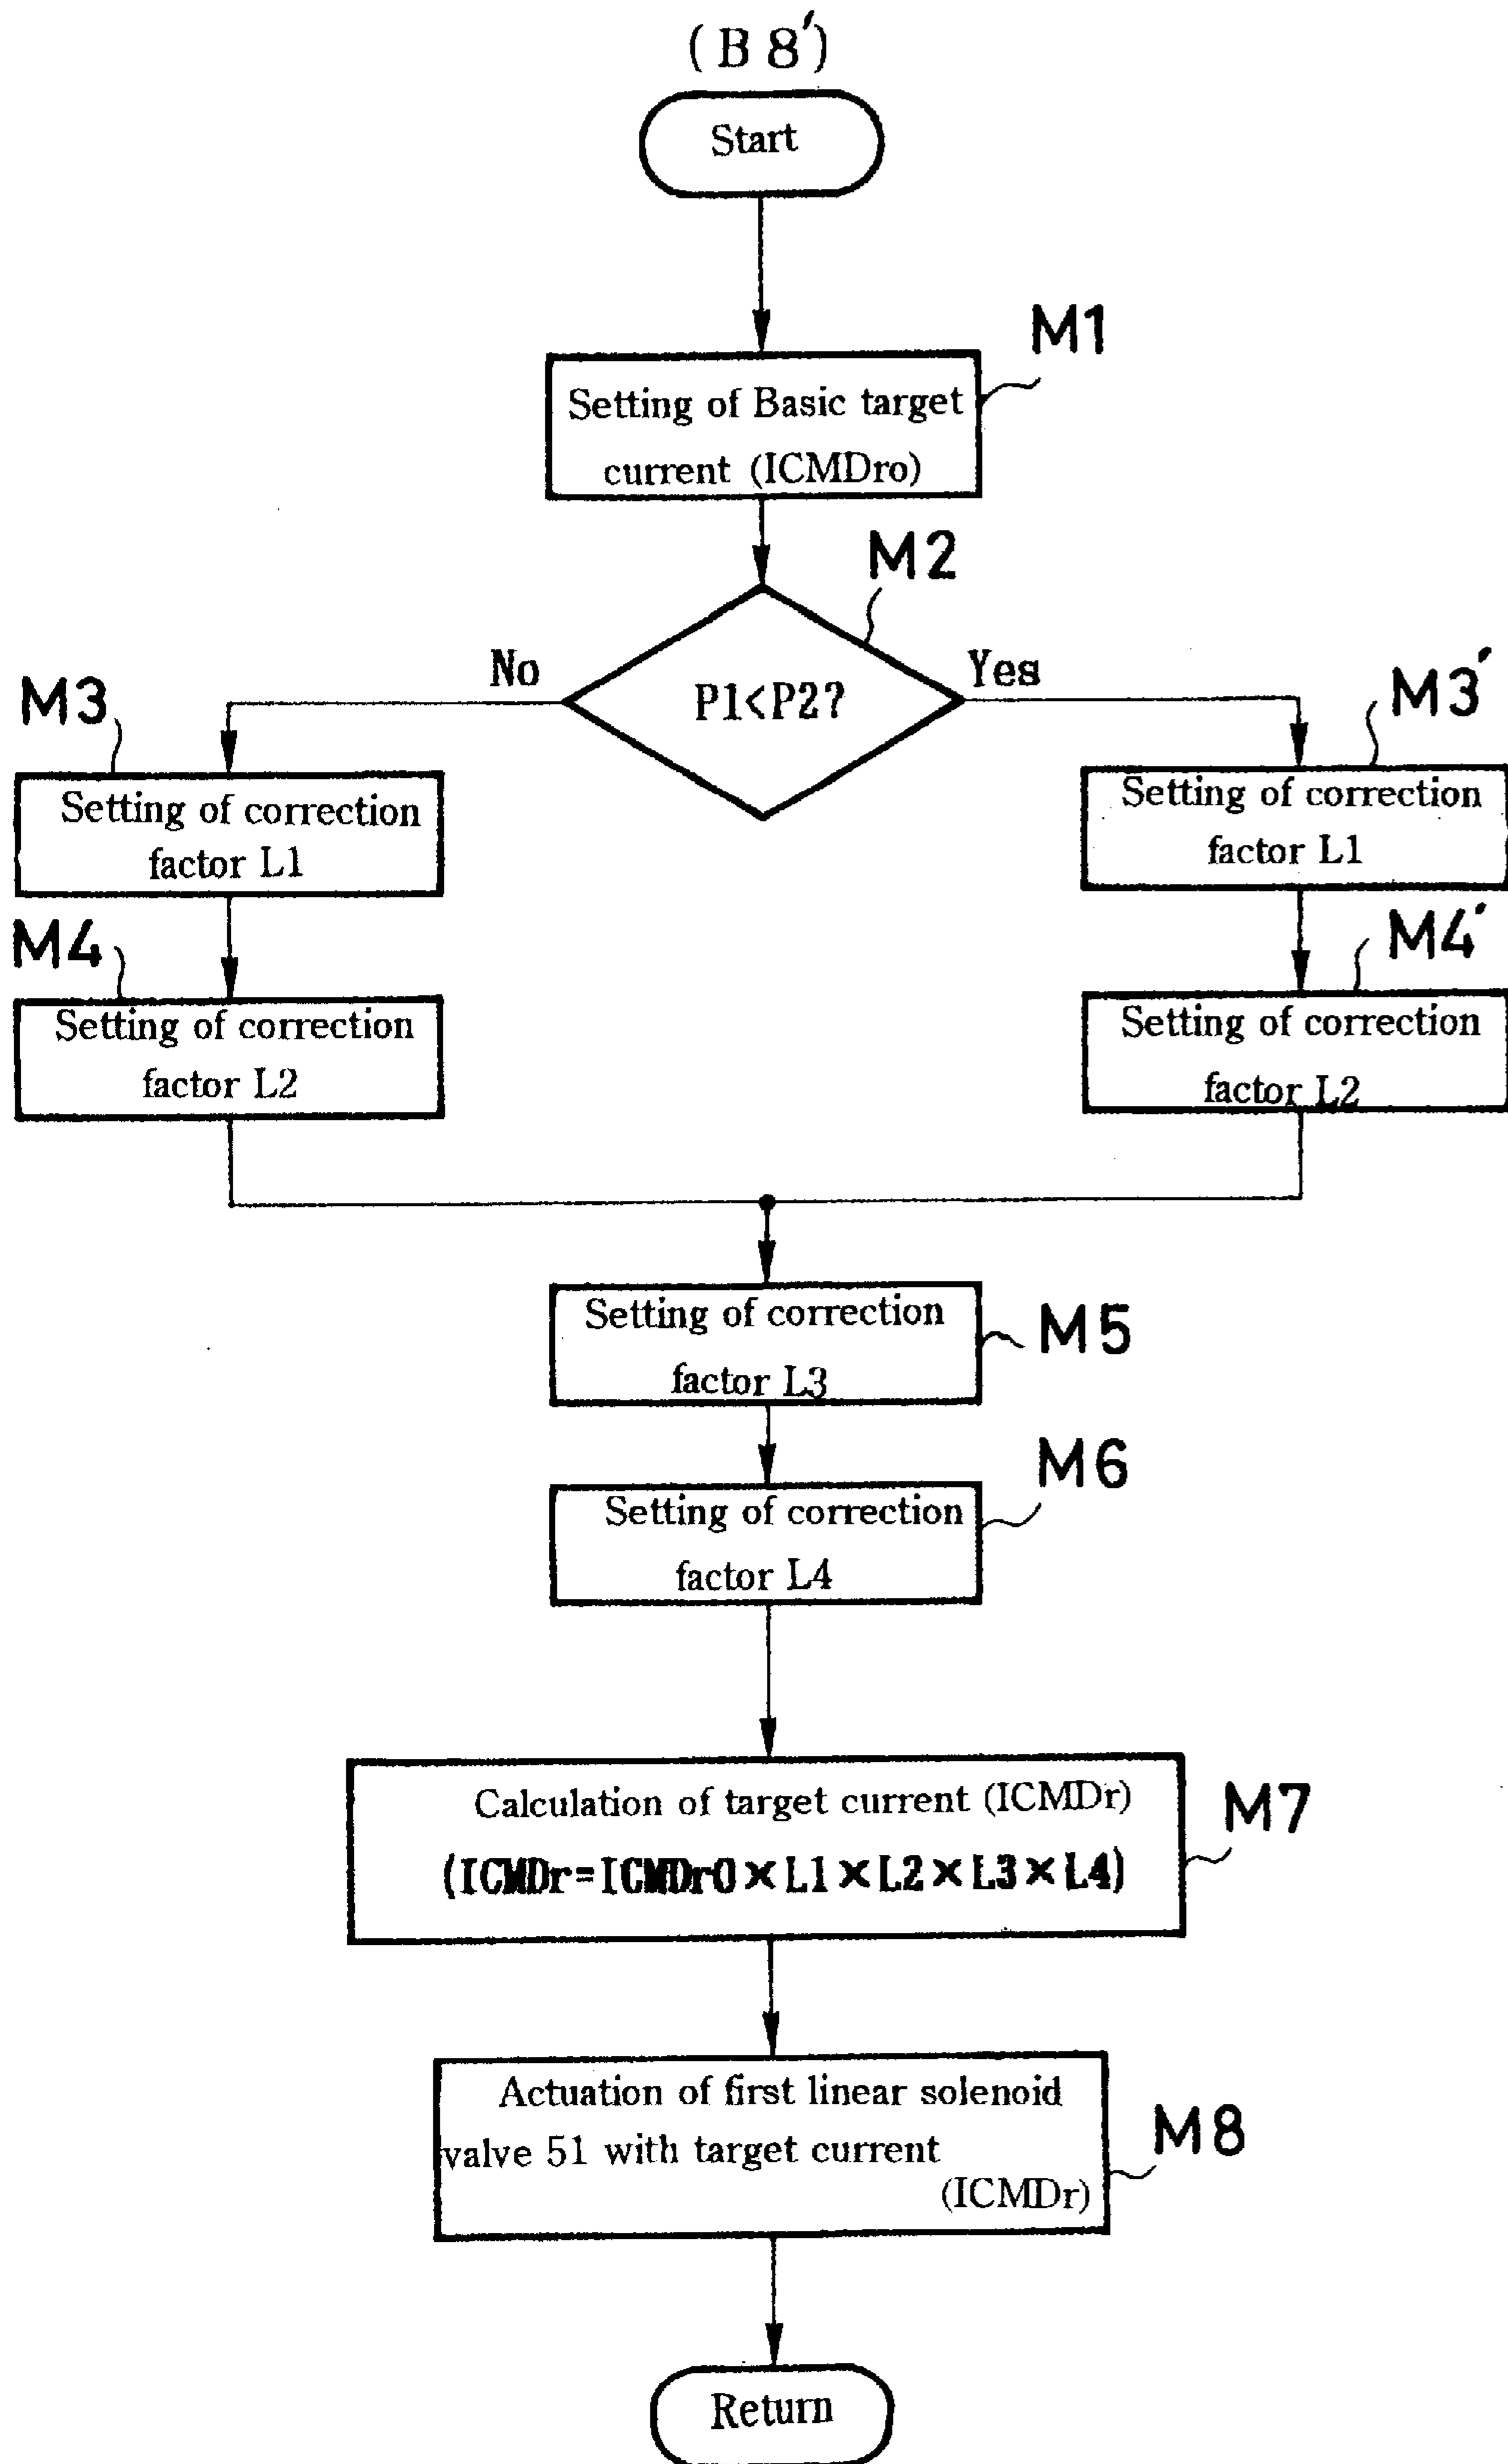 (B8′)
Start
M1
Setting of Basic target
current (ICMDro)
M2
No
Yes
P1<P2?
M3
Setting of correction
factor L1
M3′
Setting of correction
factor L1
M4
Setting of correction
factor L2
M4′
Setting of correction
factor L2
Setting of correction
factor L3
M5
Setting of correction
factor L4
M6
Calculation of target current (ICMDr)
(ICMDr=ICMDr0×L1×L2×L3×L4)
M7
Actuation of first linear solenoid
valve 51 with target current
(ICMDr)
M8
Return